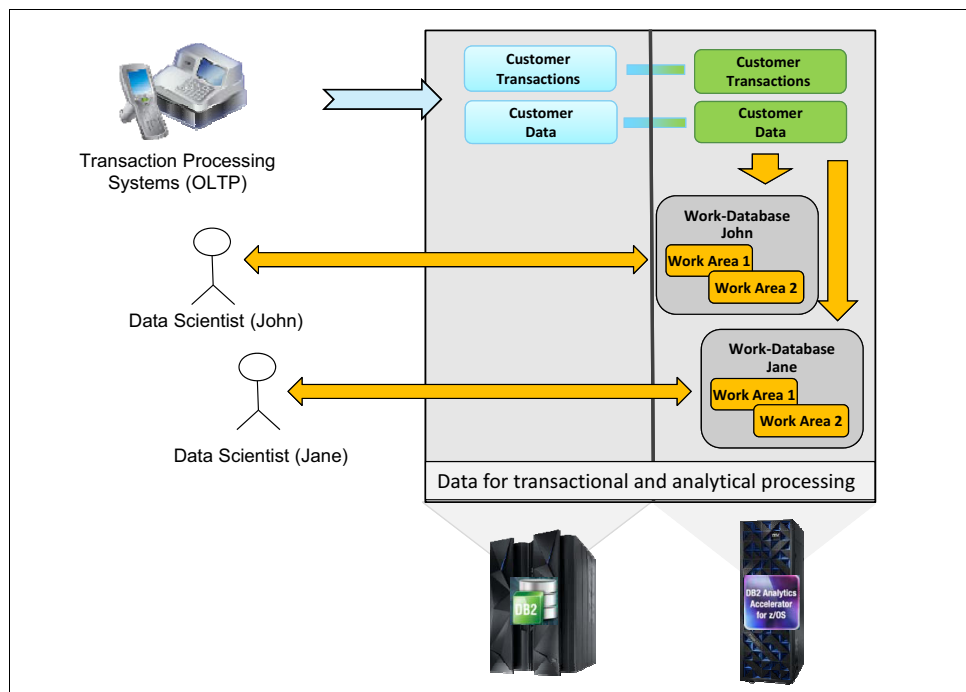 Customer
Transactions
Customer
Transactions
Customer
Data
Customer
Data
Transaction Processing
Systems (OLTP)
Work-Database
John
Work Area 1
Work Area 2
Data Scientist (John)
Work-Database
Jane
Work Area 1
Work Area 2
Data Scientist (Jane)
Data for transactional and analytical processing
DB2
DB2 Analytics
Accelerator
for z/OS